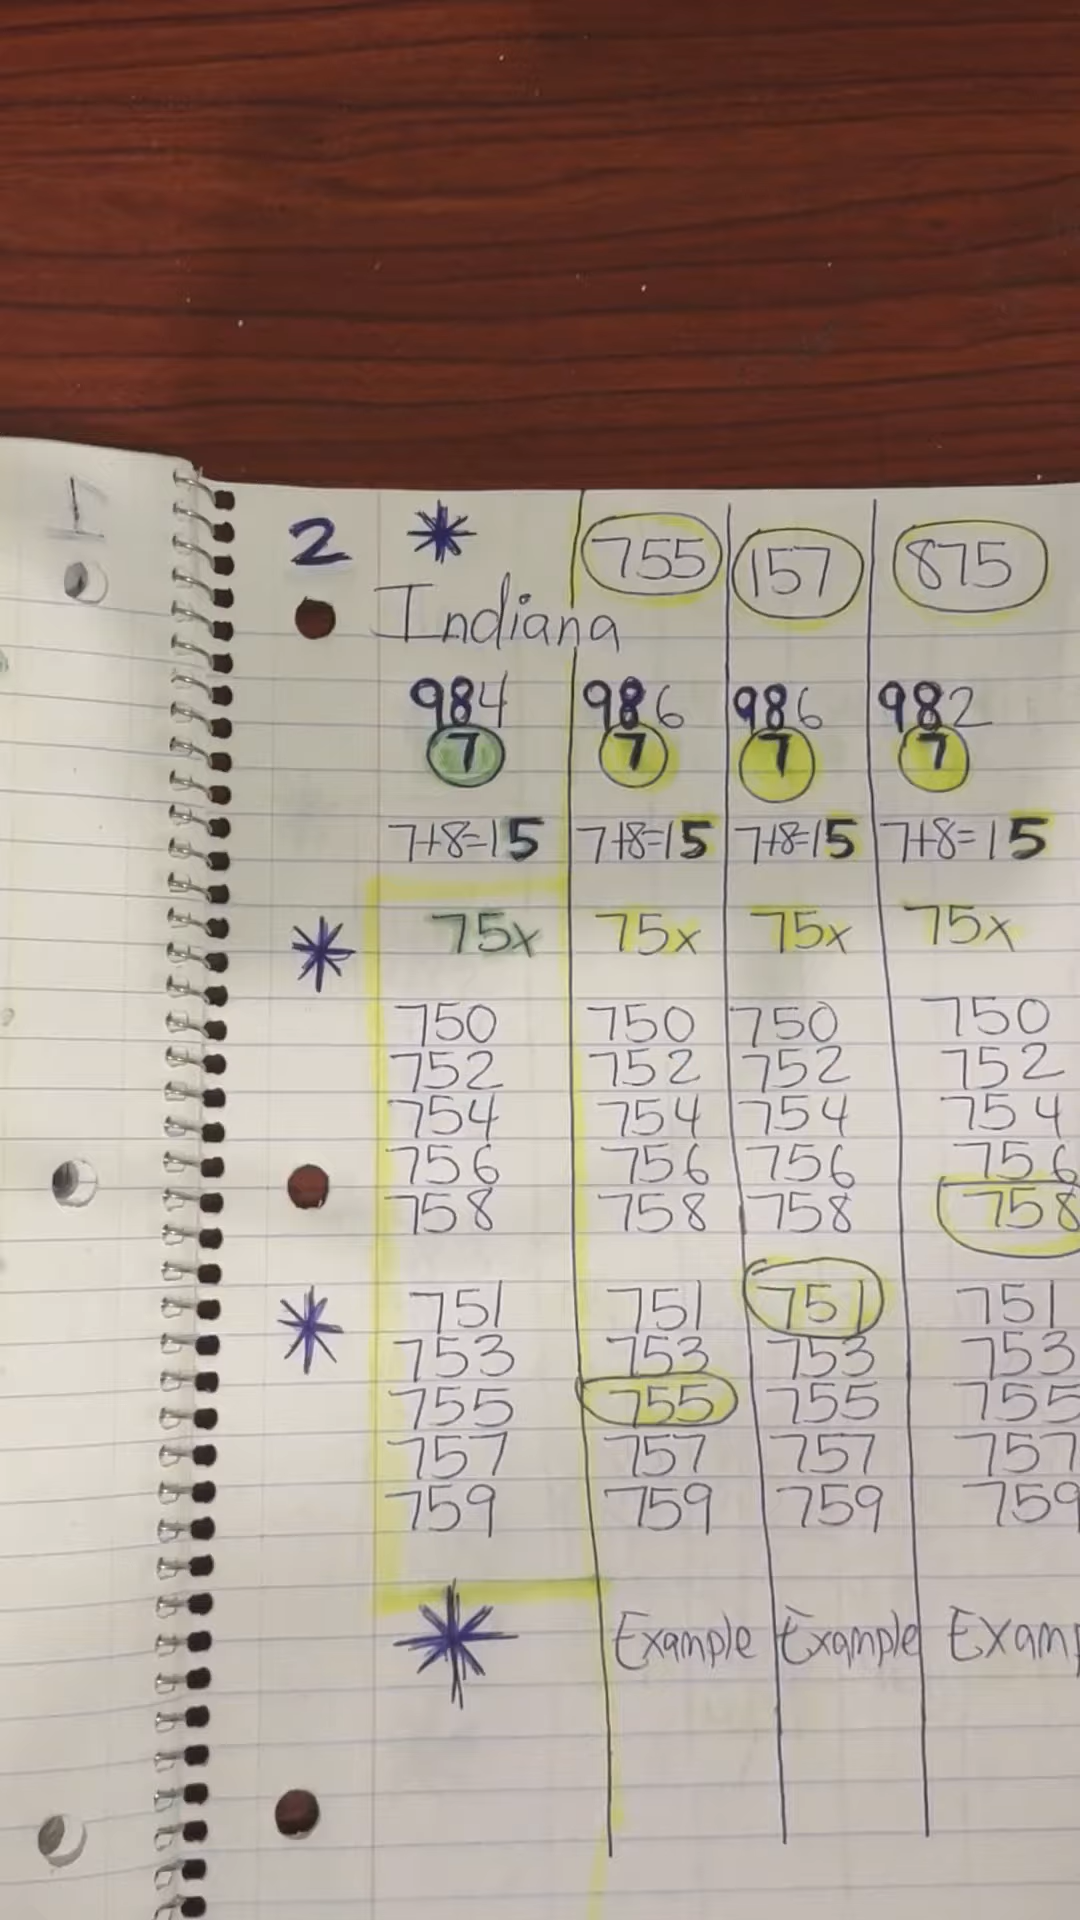 I
2 * 755 157 875
Indiana
984 986 986 982
7 7 7 7
7+8=15 7+8=15 7+8=15 7+8=15
* 75x 75x 75x 75x
750 750 750 750
752 752 752 752
754 754 754 754
756 756 756 756
758 758 758 758
751 751 751 751
* 753 753 753 753
755 755 755 755
757 757 757 757
759 759 759 759
* Example Example Examp